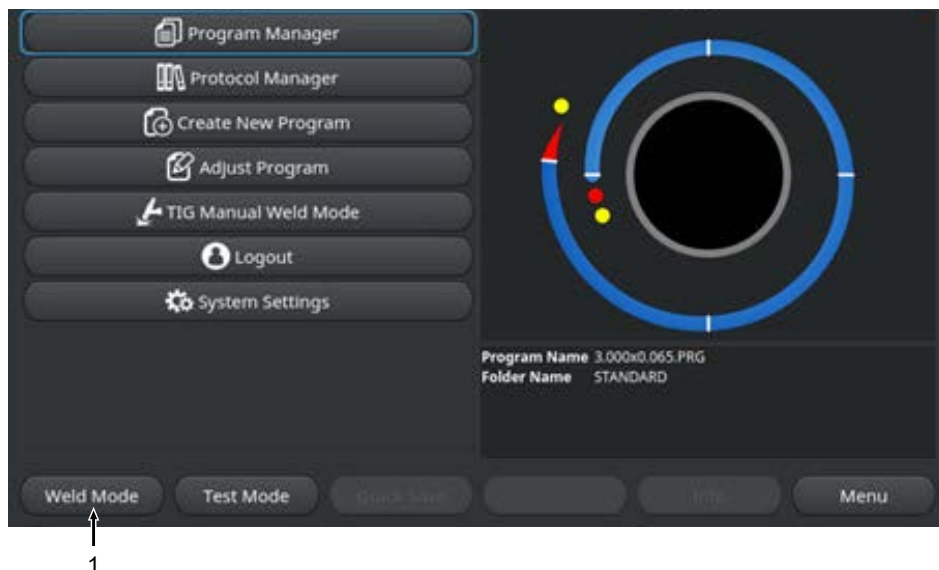 Program Manager
Protocol Manager
Create New Program
Adjust Program
TIG Manual Weld Mode
Logout
System Settings
Program Name 3.000x0.065.PRG
Folder Name STANDARD
Weld Mode
Test Mode
Quick Save
Info
Menu
1